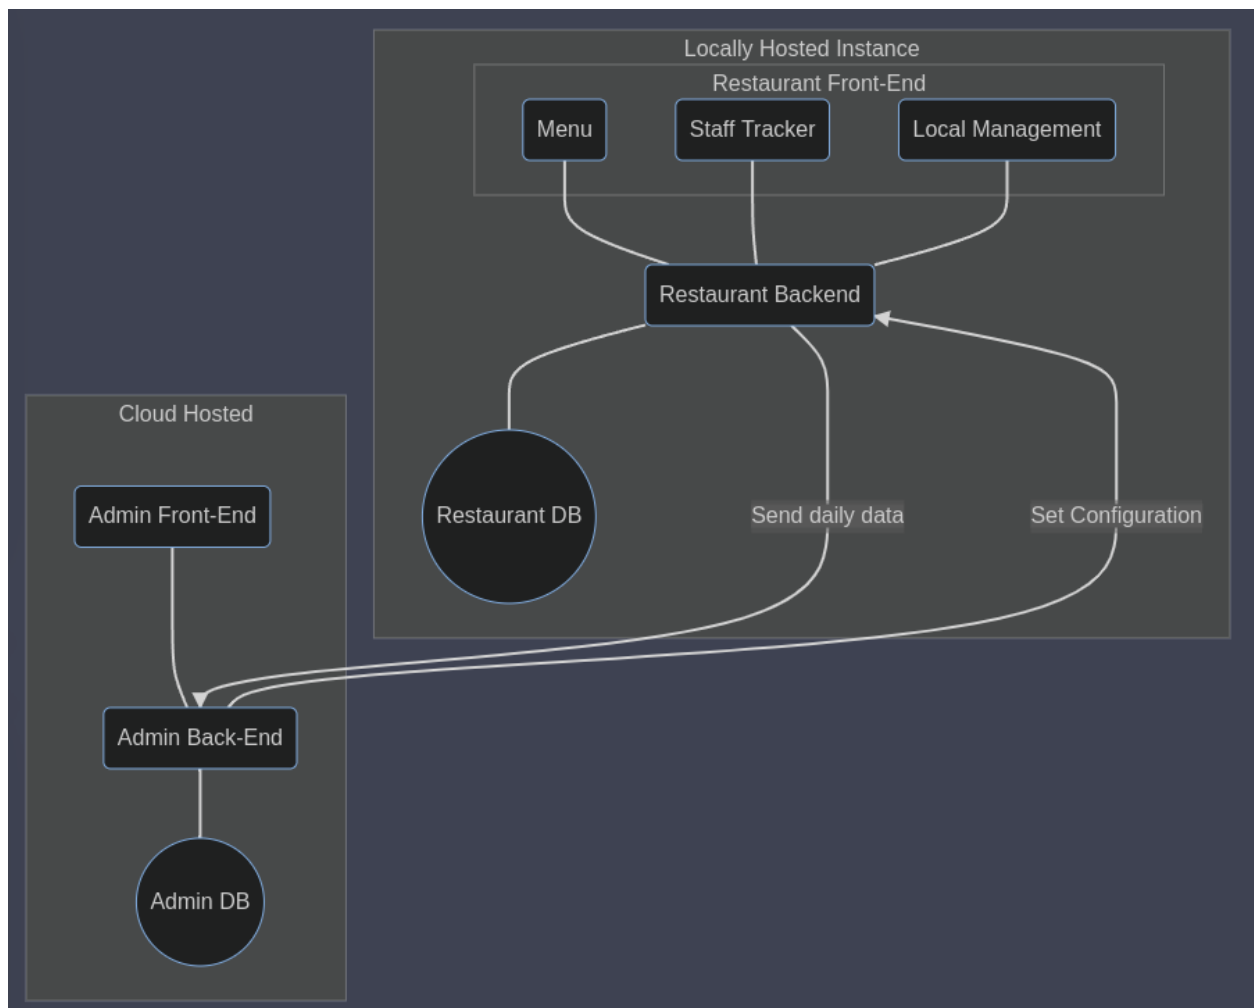 Locally Hosted Instance
Restaurant Front-End
Menu
Staff Tracker
Local Management
Restaurant Backend
Cloud Hosted
Admin Front-End
Restaurant DB
Send daily data
Set Configuration
Admin Back-End
Admin DB